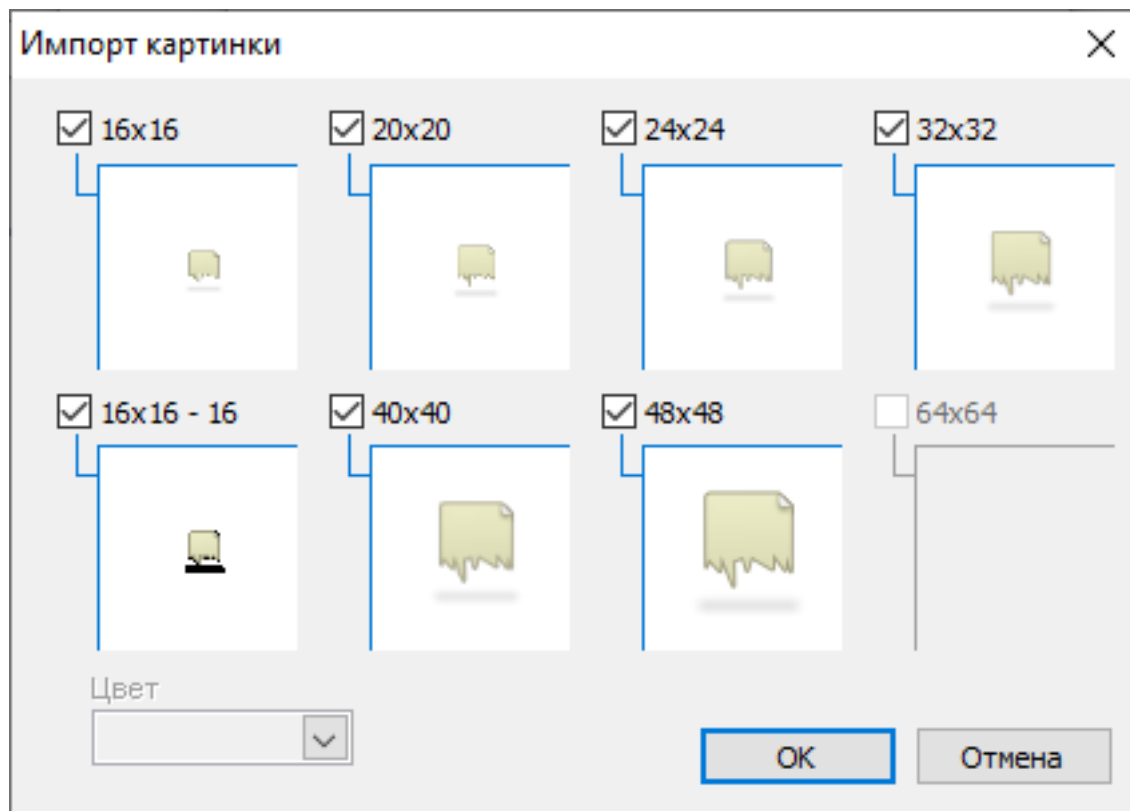 Импорт картинки
16x16
20x20
24x24
32x32
16x16 - 16
40x40
48x48
64x64
Цвет
OK
Отмена